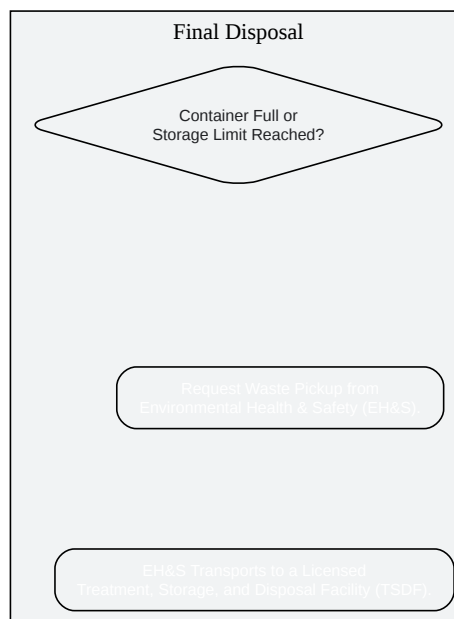 Final Disposal
Container Full or
Storage Limit Reached?
Request Waste Pickup from
Environmental Health & Safety (EH&S).
EH&S Transports to a Licensed
Treatment, Storage, and Disposal Facility (TSDF).